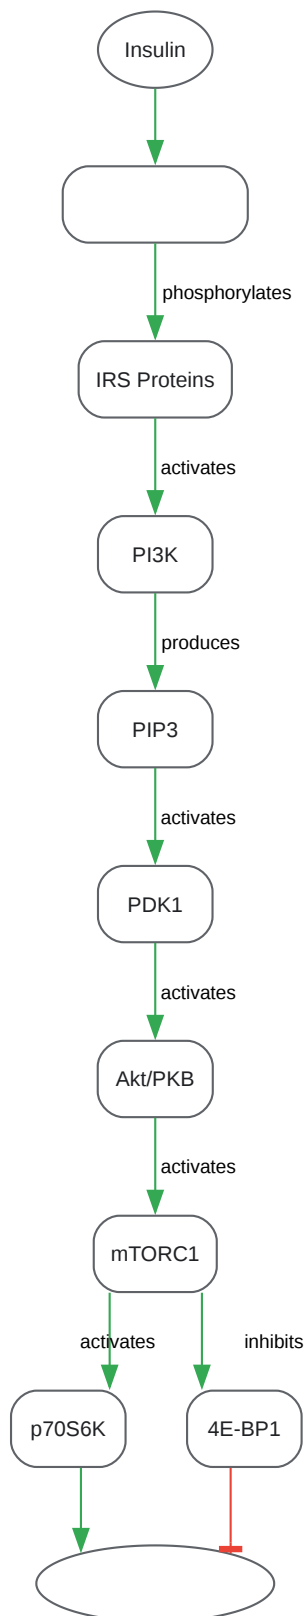 Insulin
phosphorylates
IRS Proteins
activates
PI3K
produces
PIP3
activates
PDK1
activates
Akt/PKB
activates
mTORC1
activates
inhibits
p70S6K
4E-BP1